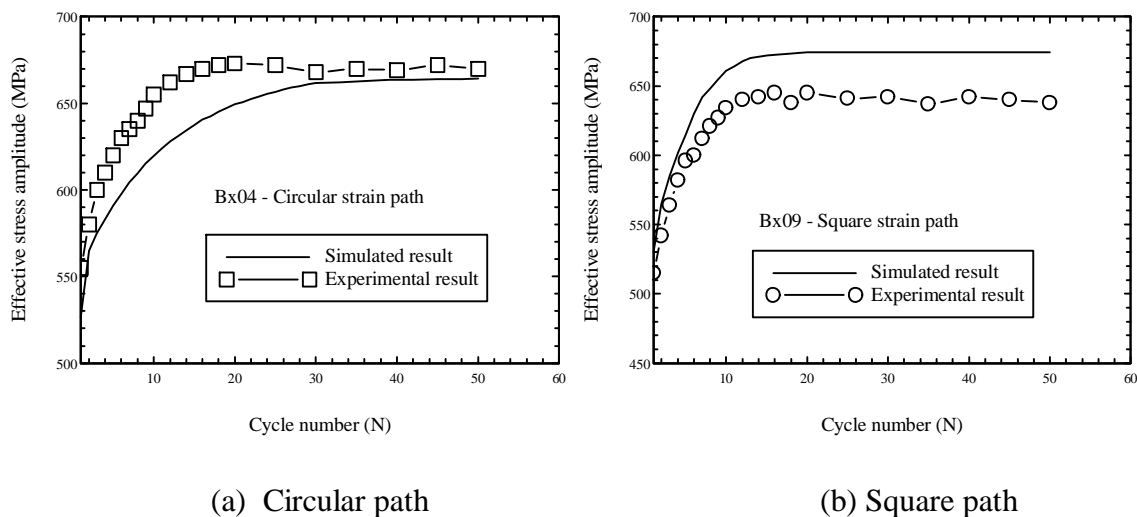 Effective stress amplitude (MPa)
700
650
600
550
500
10
20
30
40
50
60
Cycle number (N)
Bx04 - Circular strain path
Simulated result
Experimental result
(a) Circular path
Effective stress amplitude (MPa)
700
650
600
550
500
450
10
20
30
40
50
60
Cycle number (N)
Bx09 - Square strain path
Simulated result
Experimental result
(b) Square path